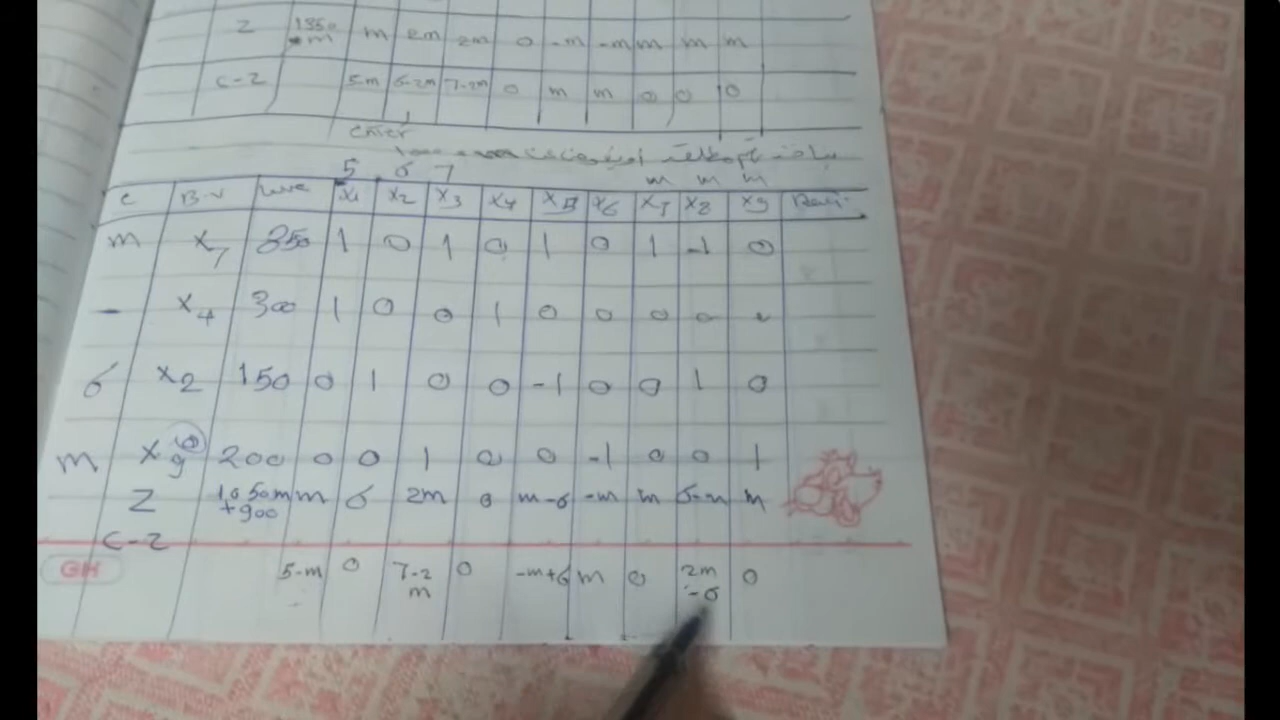 Z 1350 m m 2m 2m 0 -m -m m m m
C-Z 5-m 6-2m 7-2m 0 m m 0 0 0
enter
5 6 7 m m m
C B-v x1 x2 x3 x4 x5 x6 x7 x8 x9
m x7 850 1 0 1 0 1 0 1 -1 0
- x4 300 1 0 0 1 0 0 0 0
6 x2 150 0 1 0 0 -1 0 0 1 0
m x9 200 0 0 1 0 0 -1 0 0 1
Z 1050m +900 m 6 2m 0 m-6 -m m 6-m m
C-Z
GH
5-m 0 7-2m 0 -m+6 m 0 2m-6 0